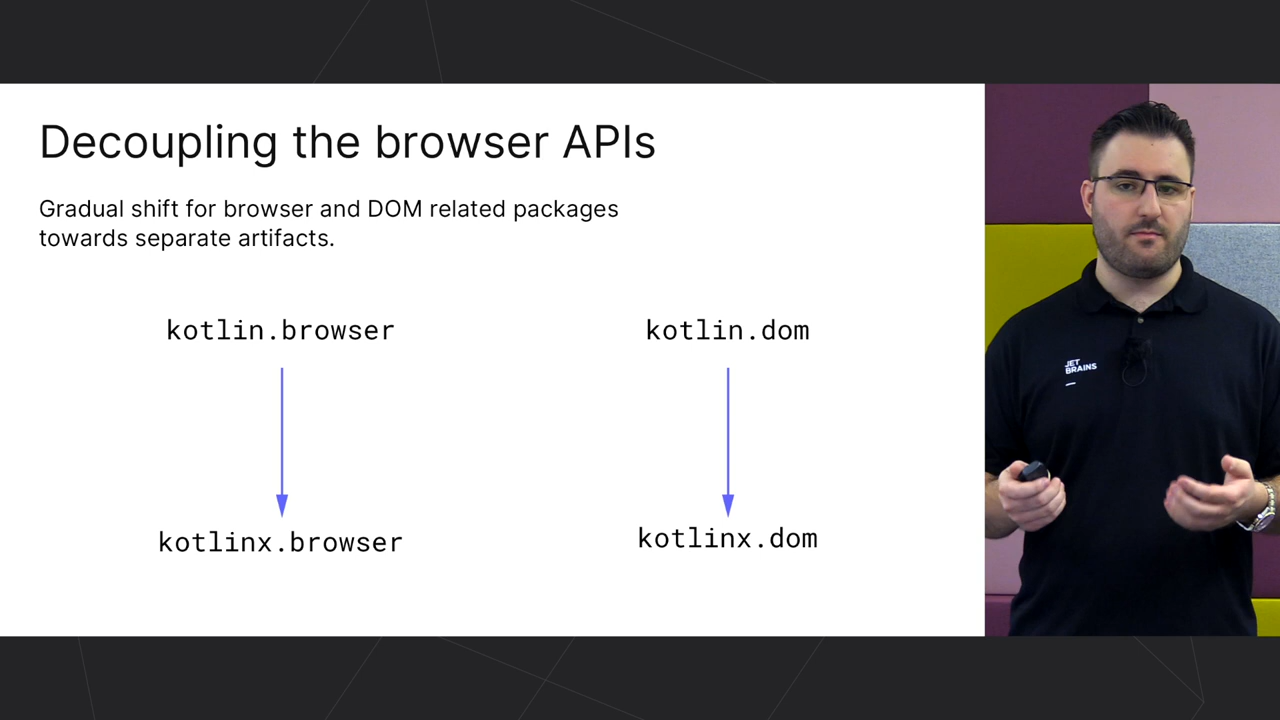 Decoupling the browser APIs
Gradual shift for browser and DOM related packages
towards separate artifacts.
kotlin.browser
kotlin.dom
kotlinx.browser
kotlinx.dom
JET
BRAINS